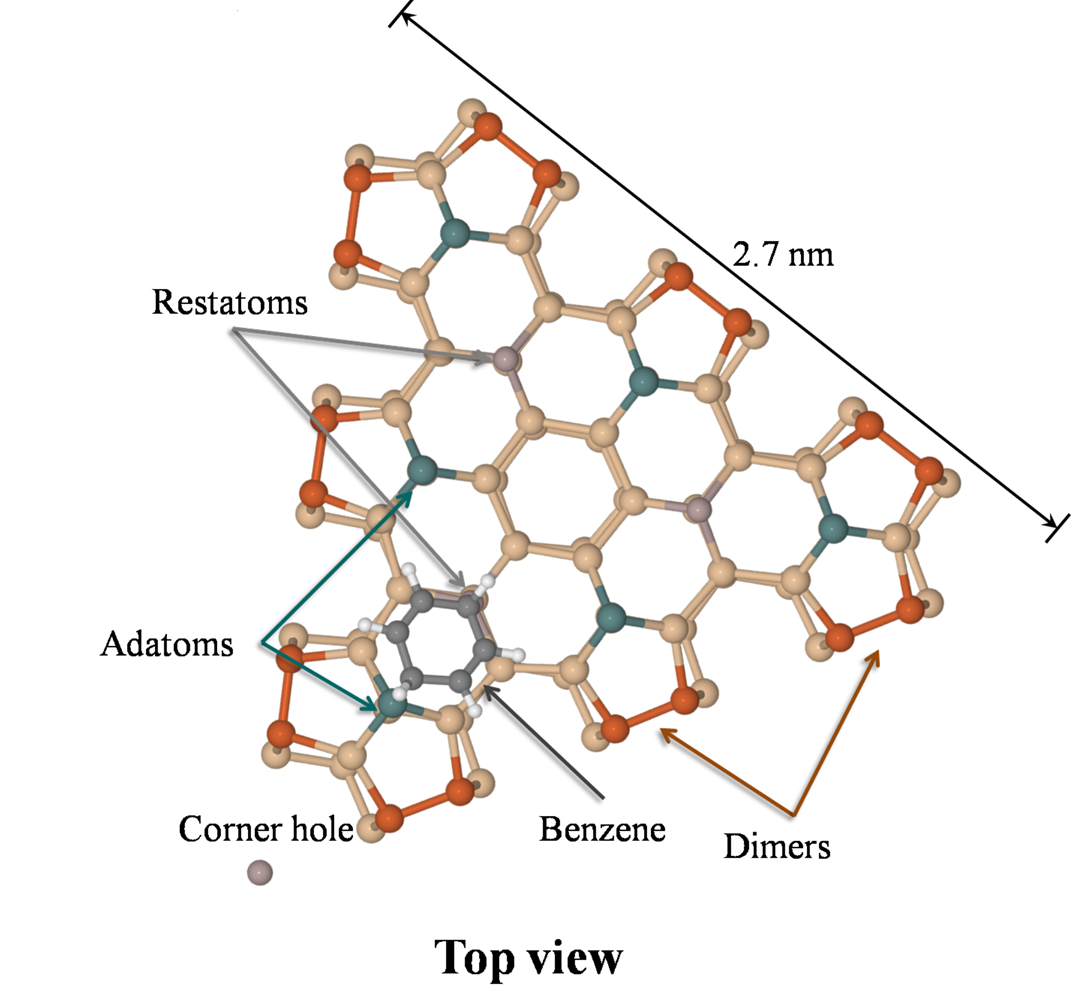 2.7 nm
Restatoms
Adatoms
Corner hole
Benzene
Dimers
Top view